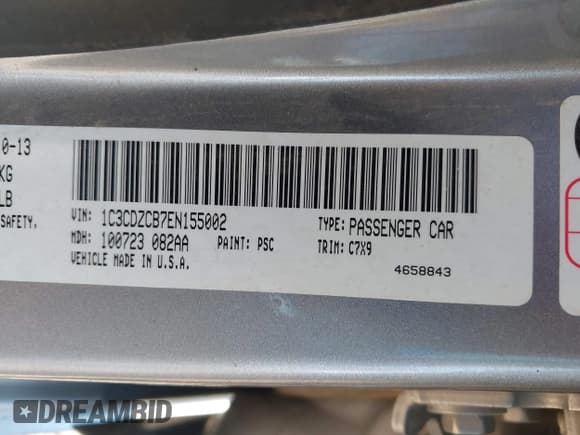 0-13
KG
LB
SAFETY,
VIN: 1C3CDZCB7EN155002
TYPE: PASSENGER CAR
MDH: 100723 082AA
PAINT: PSC
TRIM: C7X9
VEHICLE MADE IN U.S.A.
4658843
DREAMBID